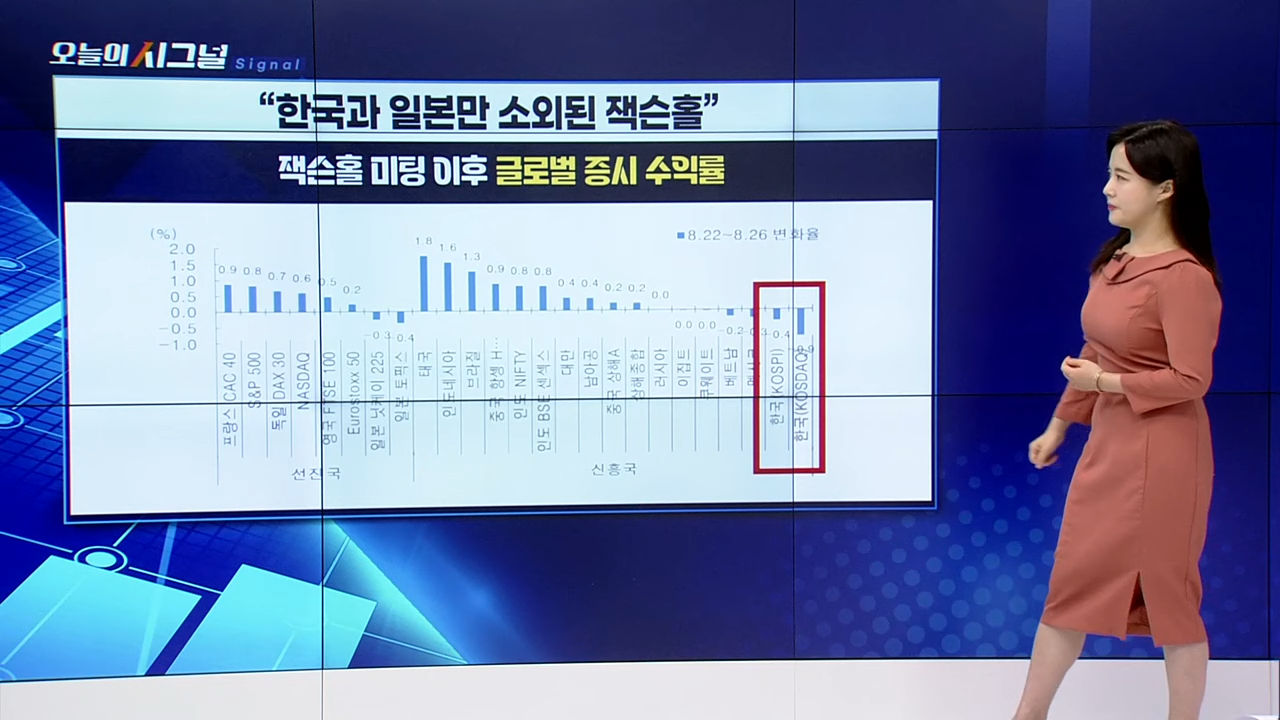 오늘의 시그널 Signal
“한국과 일본만 소외된 잭슨홀”
잭슨홀 미팅 이후 글로벌 증시 수익률
(%)
■8.22~8.26 변화율
2.0
1.5
1.0
0.5
0.0
−0.5
−1.0
0.9 0.8 0.7 0.6 0.5 0.2 −0.3 −0.4 1.8 1.6 1.3 0.9 0.8 0.8 0.4 0.4 0.2 0.2 0.0 0.0 0.0 −0.2 −0.3 −0.4
프랑스 CAC 40
S&P 500
독일 DAX 30
NASDAQ
영국 FTSE 100
Eurostoxx 50
일본 닛케이 225
일본 토픽스
태국
인도네시아
브라질
중국 항셍H…
인도 NIFTY
인도 BSE 센섹스
대만
남아공
중국 상해A
상해종합
러시아
이집트
쿠웨이트
베트남
한국(KOSPI)
한국(KOSDAQ)
선진국
신흥국